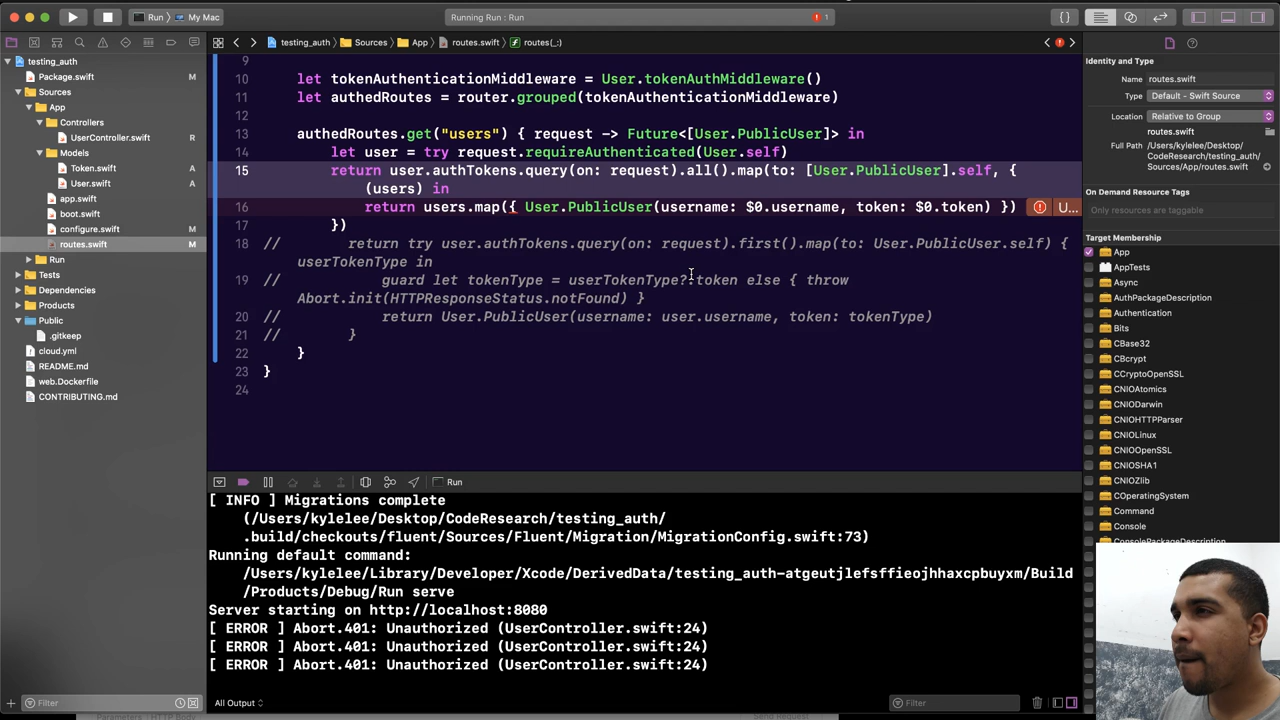 Run
My Mac
Running Run : Run
1
testing_auth
Sources
App
routes.swift
routes(_:)
testing_auth
Package.swift M
Sources
App
Controllers
UserController.swift R
Models
Token.swift M
User.swift M
app.swift
boot.swift
configure.swift M
routes.swift M
Run
Tests
Dependencies
Products
Public
.gitkeep
cloud.yml
README.md
web.Dockerfile
CONTRIBUTING.md
Filter
9
10 let tokenAuthenticationMiddleware = User.tokenAuthMiddleware()
11 let authedRoutes = router.grouped(tokenAuthenticationMiddleware)
12
13 authedRoutes.get("users") { request -> Future<[User.PublicUser]> in
14 let user = try request.requireAuthenticated(User.self)
15 return user.authTokens.query(on: request).all().map(to: [User.PublicUser].self, {
(users) in
16 return users.map({ User.PublicUser(username: $0.username, token: $0.token) }) U...
17 })
18 // return try user.authTokens.query(on: request).first().map(to: User.PublicUser.self) {
userTokenType in
19 // guard let tokenType = userTokenType?.token else { throw
Abort.init(HTTPResponseStatus.notFound) }
20 // return User.PublicUser(username: user.username, token: tokenType)
21 // }
22 }
23 }
24
Run
[ INFO ] Migrations complete
(/Users/kylelee/Desktop/CodeResearch/testing_auth/
.build/checkouts/fluent/Sources/Fluent/Migration/MigrationConfig.swift:73)
Running default command:
/Users/kylelee/Library/Developer/Xcode/DerivedData/testing_auth-atgeutjlefsffieojhhaxcpbuyxm/Build
/Products/Debug/Run serve
Server starting on http://localhost:8080
[ ERROR ] Abort.401: Unauthorized (UserController.swift:24)
[ ERROR ] Abort.401: Unauthorized (UserController.swift:24)
[ ERROR ] Abort.401: Unauthorized (UserController.swift:24)
All Output
Filter
Identity and Type
Name routes.swift
Type Default - Swift Source
Location Relative to Group
routes.swift
Full Path /Users/kylelee/
Desktop/
CodeResearch/
testing_auth/
Sources/App/
routes.swift
On Demand Resource Tags
Only resources are taggable
Target Membership
App
AppTests
Async
AuthPackageDescription
Authentication
Bits
CBase32
CBcrypt
CCryptoOpenSSL
CNIOAtomics
CNIODarwin
CNIOHTTPParser
CNIOLinux
CNIOOpenSSL
CNIOSHA1
CNIOZlib
COperatingSystem
Command
Console
ConsolePackageDescription